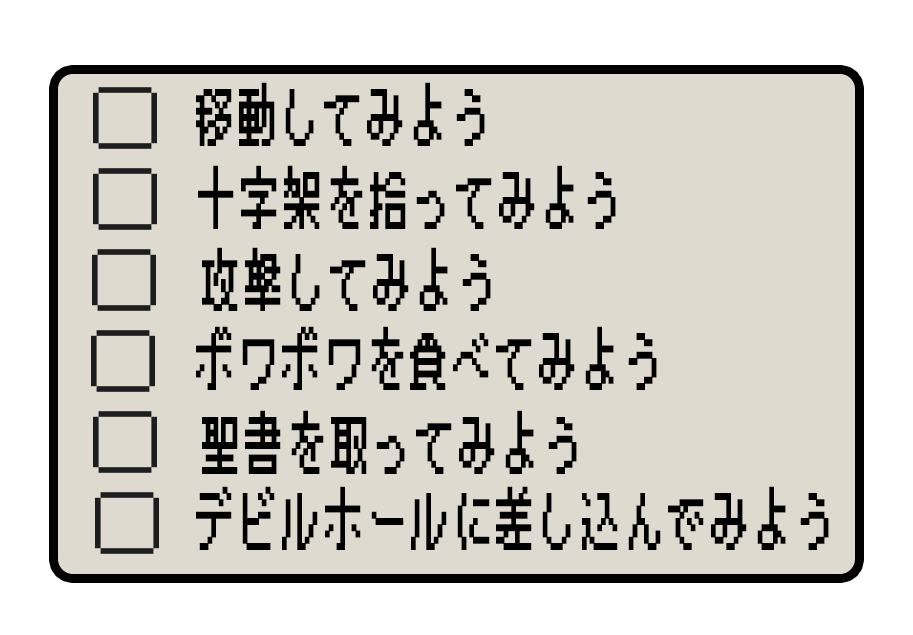 移動してみよう
十字架を拾ってみよう
攻撃してみよう
ポワポワを食べてみよう
聖書を取ってみよう
デビルホールに差し込んでみよう